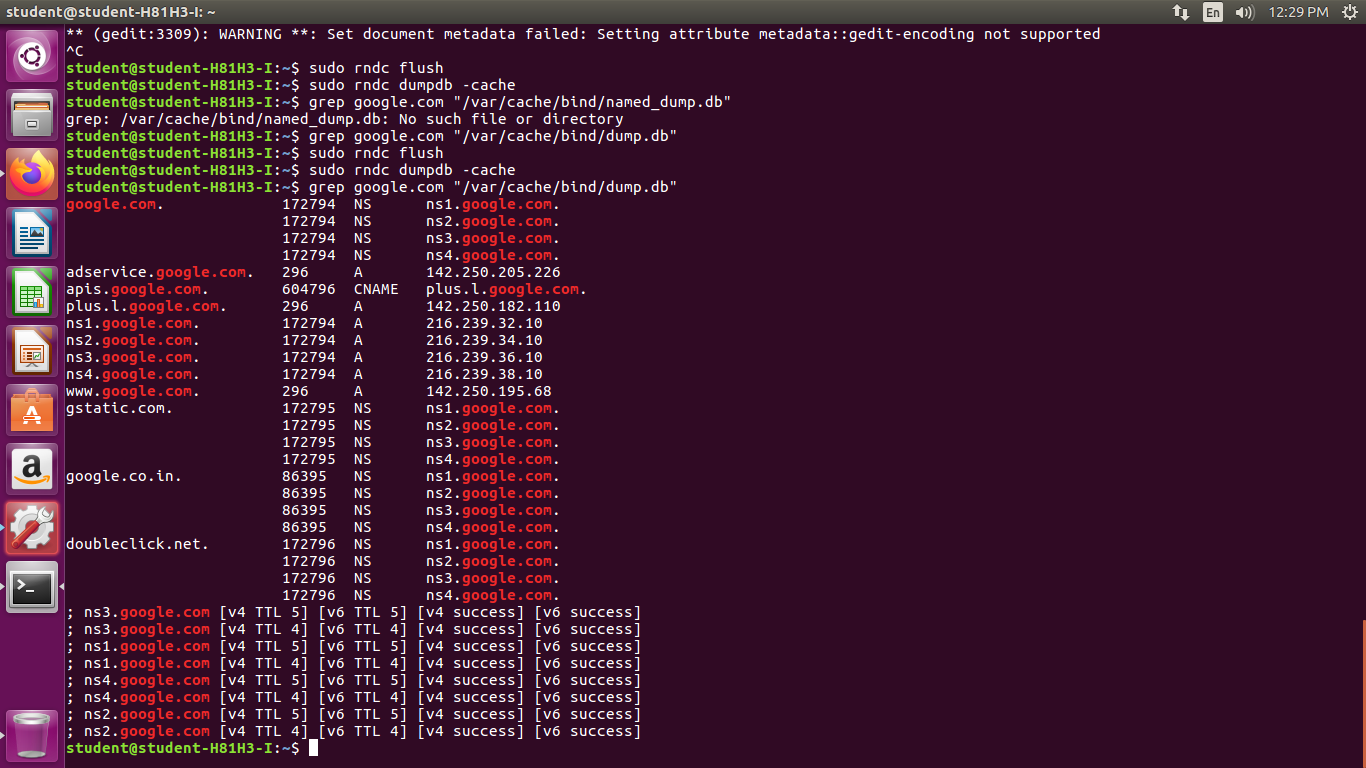 student@student-H81H3-I: ~
En
12:29 PM
** (gedit:3309): WARNING **: Set document metadata failed: Setting attribute metadata::gedit-encoding not supported
^C
student@student-H81H3-I:~$ sudo rndc flush
student@student-H81H3-I:~$ sudo rndc dumpdb -cache
student@student-H81H3-I:~$ grep google.com "/var/cache/bind/named_dump.db"
grep: /var/cache/bind/named_dump.db: No such file or directory
student@student-H81H3-I:~$ grep google.com "/var/cache/bind/dump.db"
student@student-H81H3-I:~$ sudo rndc flush
student@student-H81H3-I:~$ sudo rndc dumpdb -cache
student@student-H81H3-I:~$ grep google.com "/var/cache/bind/dump.db"
google.com.             172794  NS      ns1.google.com.
                        172794  NS      ns2.google.com.
                        172794  NS      ns3.google.com.
                        172794  NS      ns4.google.com.
adservice.google.com.   296     A       142.250.205.226
apis.google.com.        604796  CNAME   plus.l.google.com.
plus.l.google.com.      296     A       142.250.182.110
ns1.google.com.         172794  A       216.239.32.10
ns2.google.com.         172794  A       216.239.34.10
ns3.google.com.         172794  A       216.239.36.10
ns4.google.com.         172794  A       216.239.38.10
www.google.com.         296     A       142.250.195.68
gstatic.com.            172795  NS      ns1.google.com.
                        172795  NS      ns2.google.com.
                        172795  NS      ns3.google.com.
                        172795  NS      ns4.google.com.
google.co.in.           86395   NS      ns1.google.com.
                        86395   NS      ns2.google.com.
                        86395   NS      ns3.google.com.
                        86395   NS      ns4.google.com.
doubleclick.net.        172796  NS      ns1.google.com.
                        172796  NS      ns2.google.com.
                        172796  NS      ns3.google.com.
                        172796  NS      ns4.google.com.
; ns3.google.com [v4 TTL 5] [v6 TTL 5] [v4 success] [v6 success]
; ns3.google.com [v4 TTL 4] [v6 TTL 4] [v4 success] [v6 success]
; ns1.google.com [v4 TTL 5] [v6 TTL 5] [v4 success] [v6 success]
; ns1.google.com [v4 TTL 4] [v6 TTL 4] [v4 success] [v6 success]
; ns4.google.com [v4 TTL 5] [v6 TTL 5] [v4 success] [v6 success]
; ns4.google.com [v4 TTL 4] [v6 TTL 4] [v4 success] [v6 success]
; ns2.google.com [v4 TTL 5] [v6 TTL 5] [v4 success] [v6 success]
; ns2.google.com [v4 TTL 4] [v6 TTL 4] [v4 success] [v6 success]
student@student-H81H3-I:~$